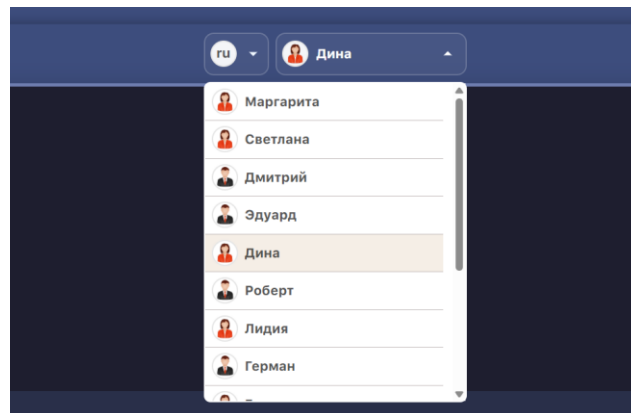 ru Дина
Маргарита
Светлана
Дмитрий
Эдуард
Дина
Роберт
Лидия
Герман